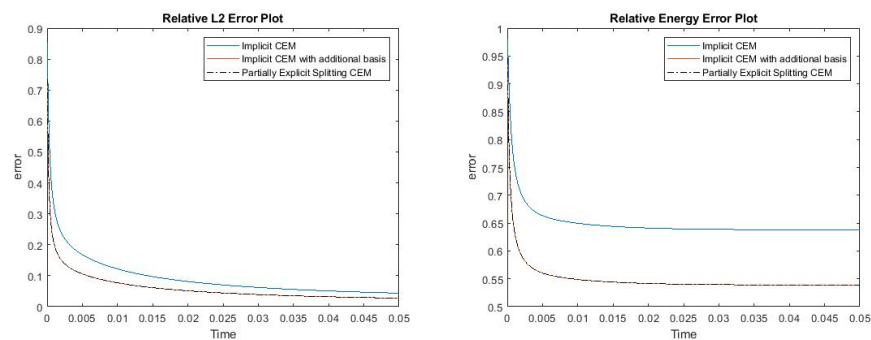 Relative L2 Error Plot
0.9
0.8
0.7
0.6
0.5
0.4
0.3
0.2
0.1
0
error
Implicit CEM
Implicit CEM with additional basis
Partially Explicit Splitting CEM
0 0.005 0.01 0.015 0.02 0.025 0.03 0.035 0.04 0.045 0.05
Time
Relative Energy Error Plot
1
0.95
0.9
0.85
0.8
0.75
0.7
0.65
0.6
0.55
0.5
error
Implicit CEM
Implicit CEM with additional basis
Partially Explicit Splitting CEM
0 0.005 0.01 0.015 0.02 0.025 0.03 0.035 0.04 0.045 0.05
Time